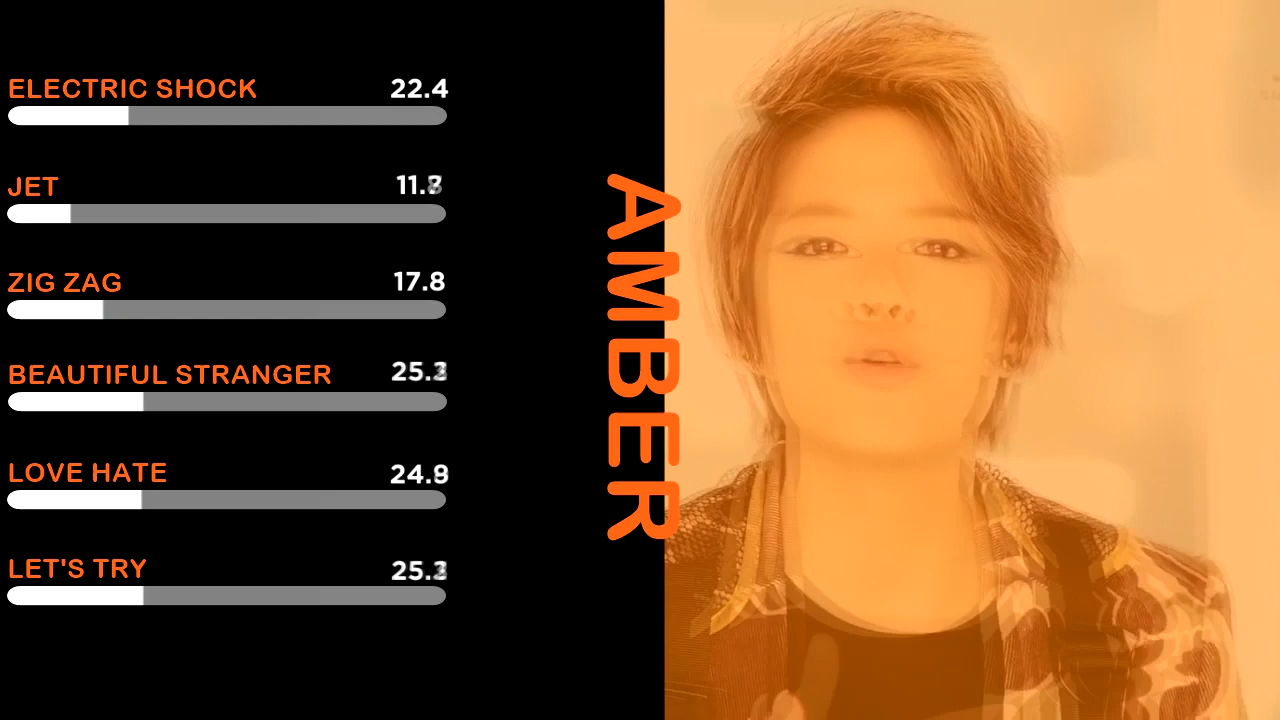 ELECTRIC SHOCK 22.4
JET
ZIG ZAG 17.8
BEAUTIFUL STRANGER
LOVE HATE
LET'S TRY
AMBER